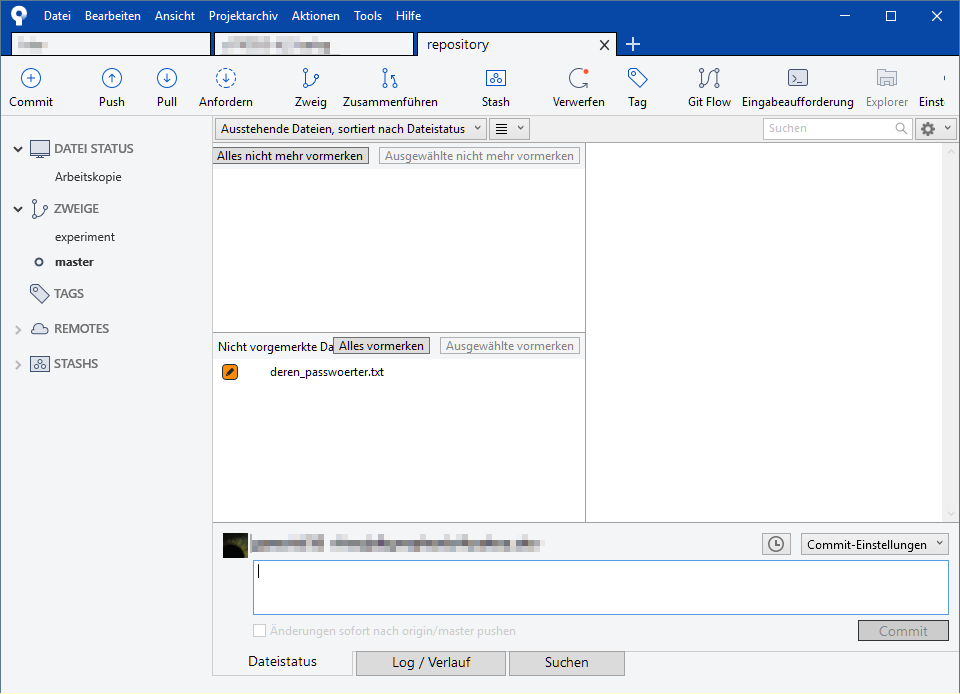 Datei Bearbeiten Ansicht Projektarchiv Aktionen Tools Hilfe
repository
Commit Push Pull Anfordern Zweig Zusammenführen Stash Verwerfen Tag Git Flow Eingabeaufforderung Explorer Einst
Ausstehende Dateien, sortiert nach Dateistatus
Suchen
DATEI STATUS
Arbeitskopie
ZWEIGE
experiment
master
TAGS
REMOTES
STASHS
Alles nicht mehr vormerken Ausgewählte nicht mehr vormerken
Nicht vorgemerkte Da Alles vormerken Ausgewählte vormerken
deren_passwoerter.txt
Commit-Einstellungen
Änderungen sofort nach origin/master pushen
Commit
Dateistatus Log / Verlauf Suchen